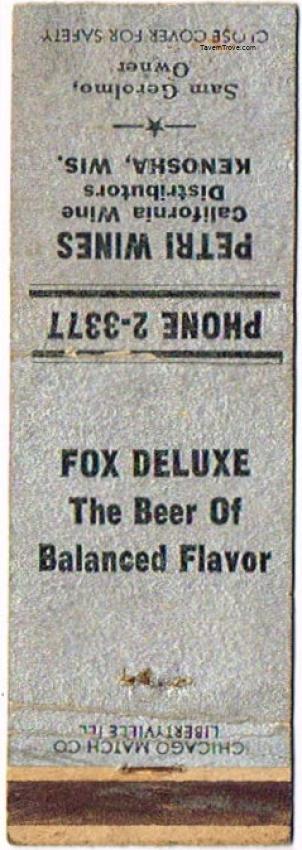 CLOSE COVER FOR SAFETY
TavernTrove.com
Sam Gerolmo,
Owner
KENOSHA, WIS.
Distributors
California Wine
PETRI WINES
PHONE 2-3377
FOX DELUXE
The Beer Of
Balanced Flavor
CHICAGO MATCH CO
LIBERTYVILLE ILL